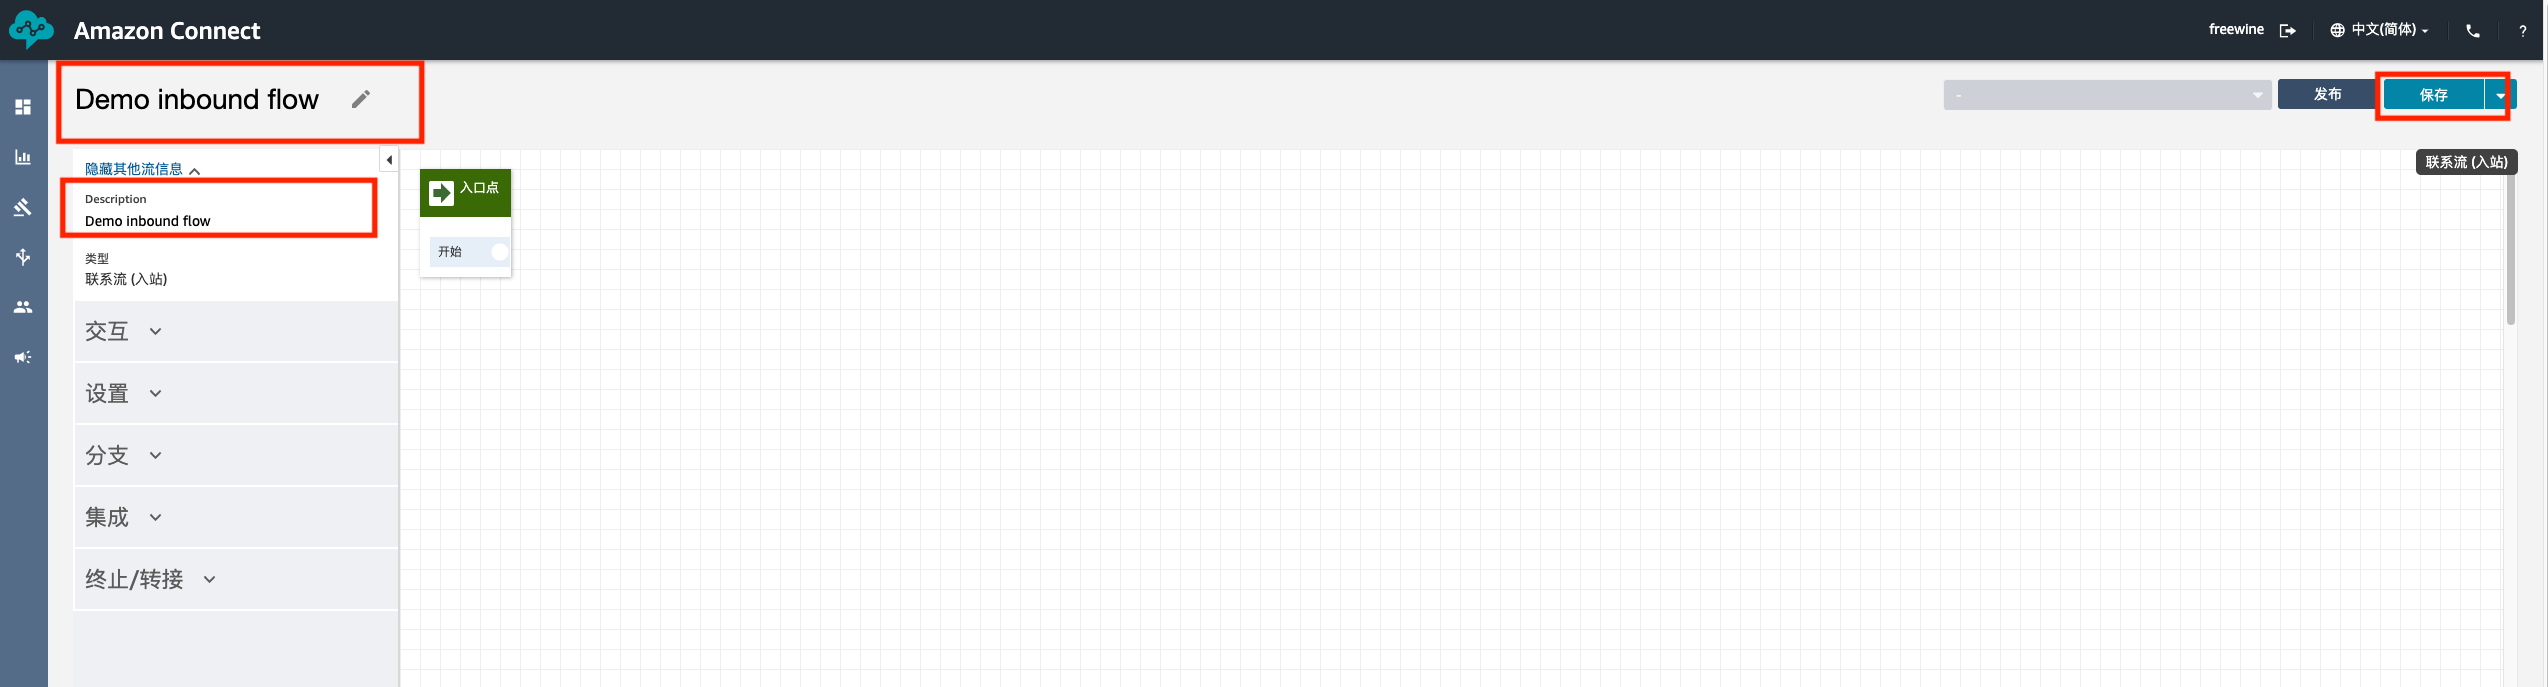 Amazon Connect
freewine
中文(简体)
?
Demo inbound flow
-
发布
保存
隐藏其他流信息
Description
Demo inbound flow
类型
联系流 (入站)
交互
设置
分支
集成
终止/转接
入口点
开始
联系流 (入站)